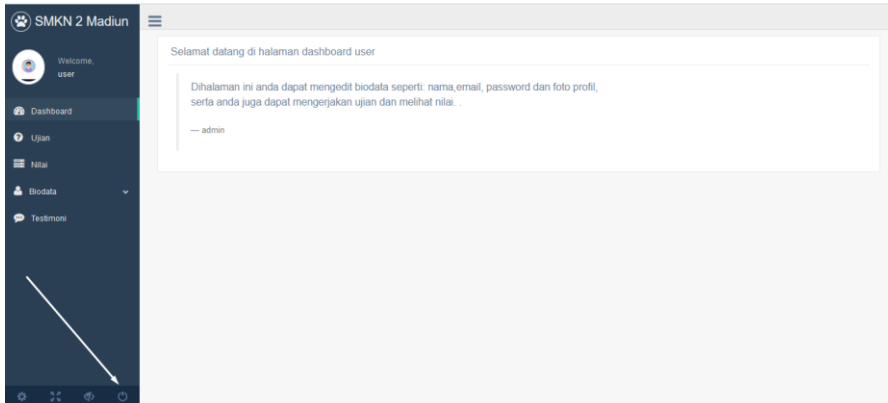 SMKN 2 Madiun
Welcome,
user
Dashboard
Ujian
Nilai
Biodata
Testimoni
Selamat datang di halaman dashboard user
Dihalaman ini anda dapat mengedit biodata seperti: nama,email, password dan foto profil,
serta anda juga dapat mengerjakan ujian dan melihat nilai. .
— admin